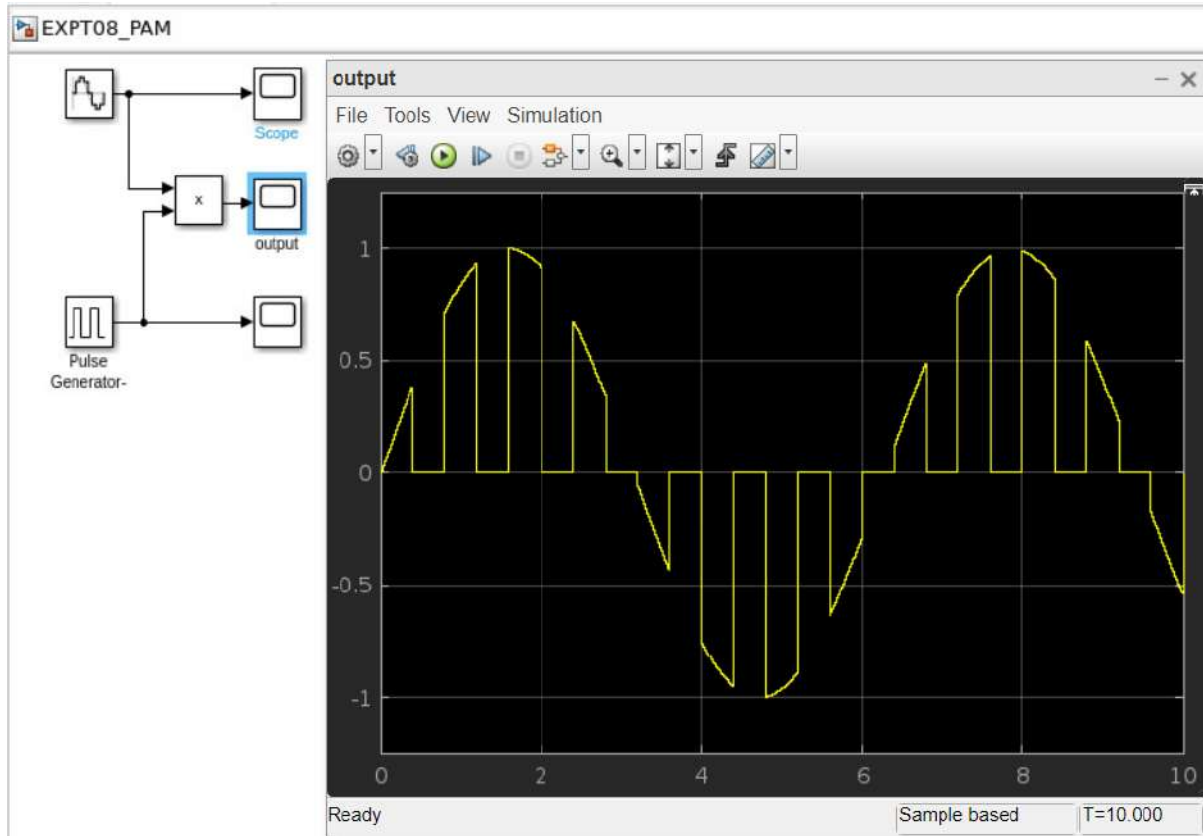 EXPT08_PAM
Scope
x
output
Pulse
Generator-
output
File Tools View Simulation
1
0.5
0
-0.5
-1
0 2 4 6 8 10
Ready Sample based T=10.000